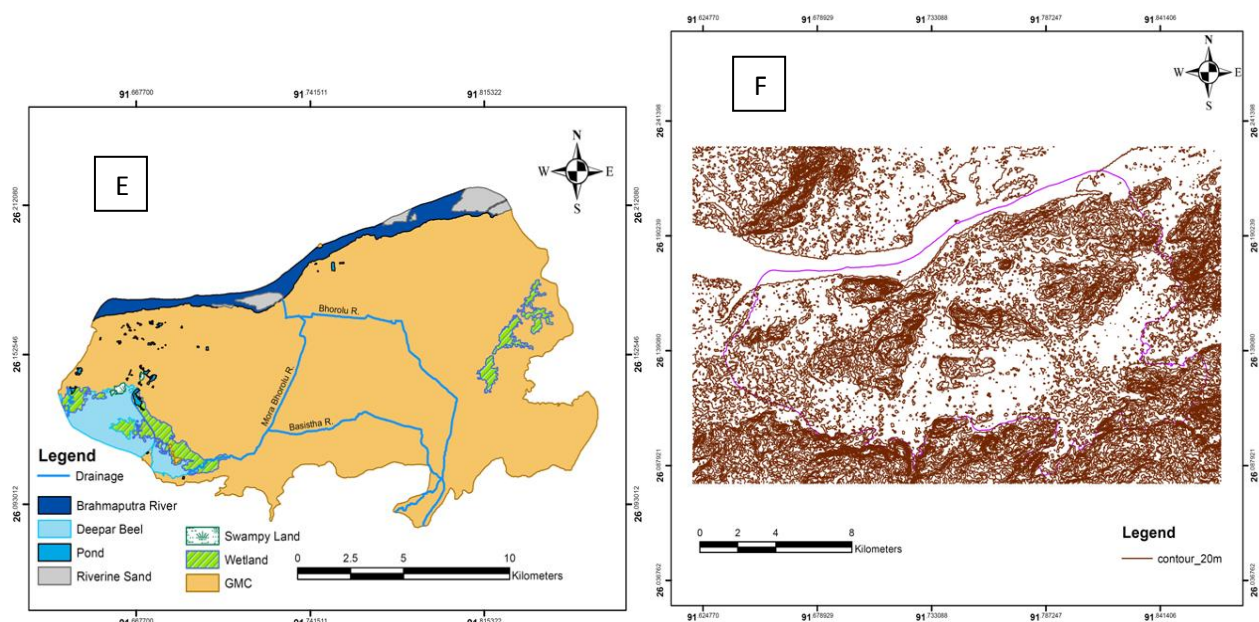 E
91.667700
91.741511
91.815322
N
W E
S
26.212080
26.212080
26.152546
26.152546
26.093012
26.093012
Bhorolu R.
Mora Bhorolu R.
Basistha R.
Legend
Drainage
Brahmaputra River
Deepar Beel
Pond
Riverine Sand
Swampy Land
Wetland
GMC
0 2.5 5 10
Kilometers
91.667700
91.741511
91.815322
F
91.624770
91.678929
91.733088
91.787247
91.841406
N
W E
S
26.241398
26.241398
26.190239
26.190239
26.139080
26.139080
26.087921
26.087921
26.036762
26.036762
0 2 4 8
Kilometers
Legend
contour_20m
91.624770
91.678929
91.733088
91.787247
91.841406